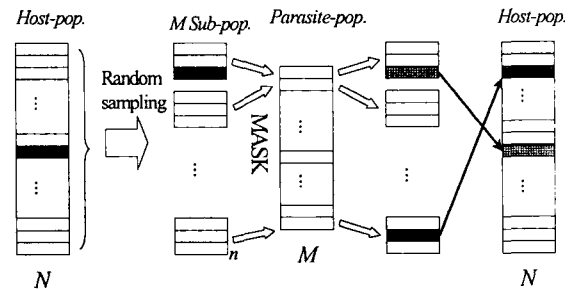 Host-pop.
M Sub-pop.
Parasite-pop.
Host-pop.
Random
sampling
MASK
n
N
M
N